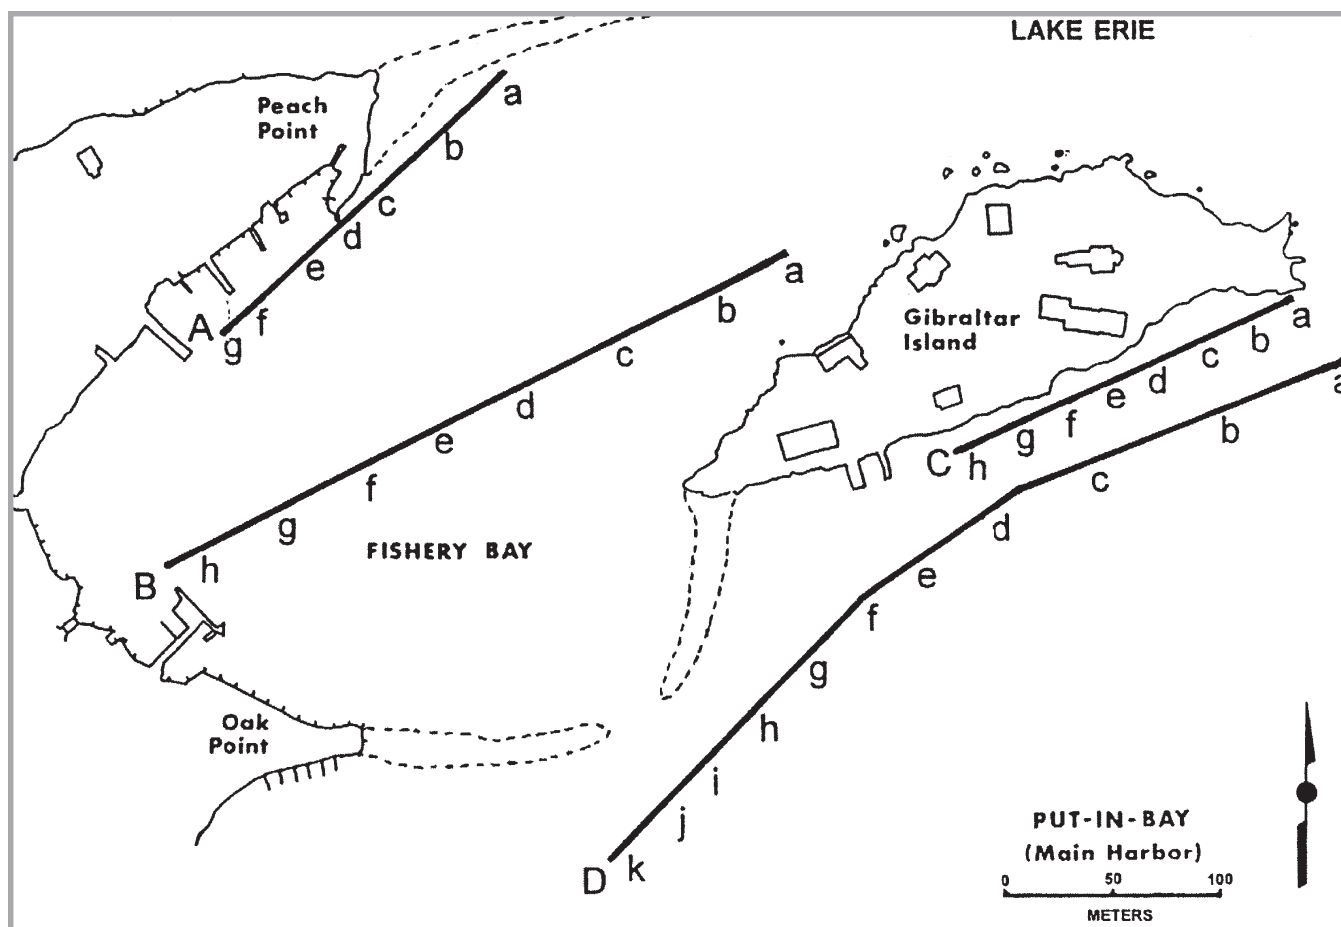 LAKE ERIE
Peach
Point
a
b
c
d
e
f
g
A
a
b
c
d
e
f
g
h
B
Gibraltar
Island
a
b
c
d
e
f
g
h
C
a
b
c
d
e
f
g
h
i
j
k
D
FISHERY BAY
Oak
Point
PUT-IN-BAY
(Main Harbor)
0 50 100
METERS